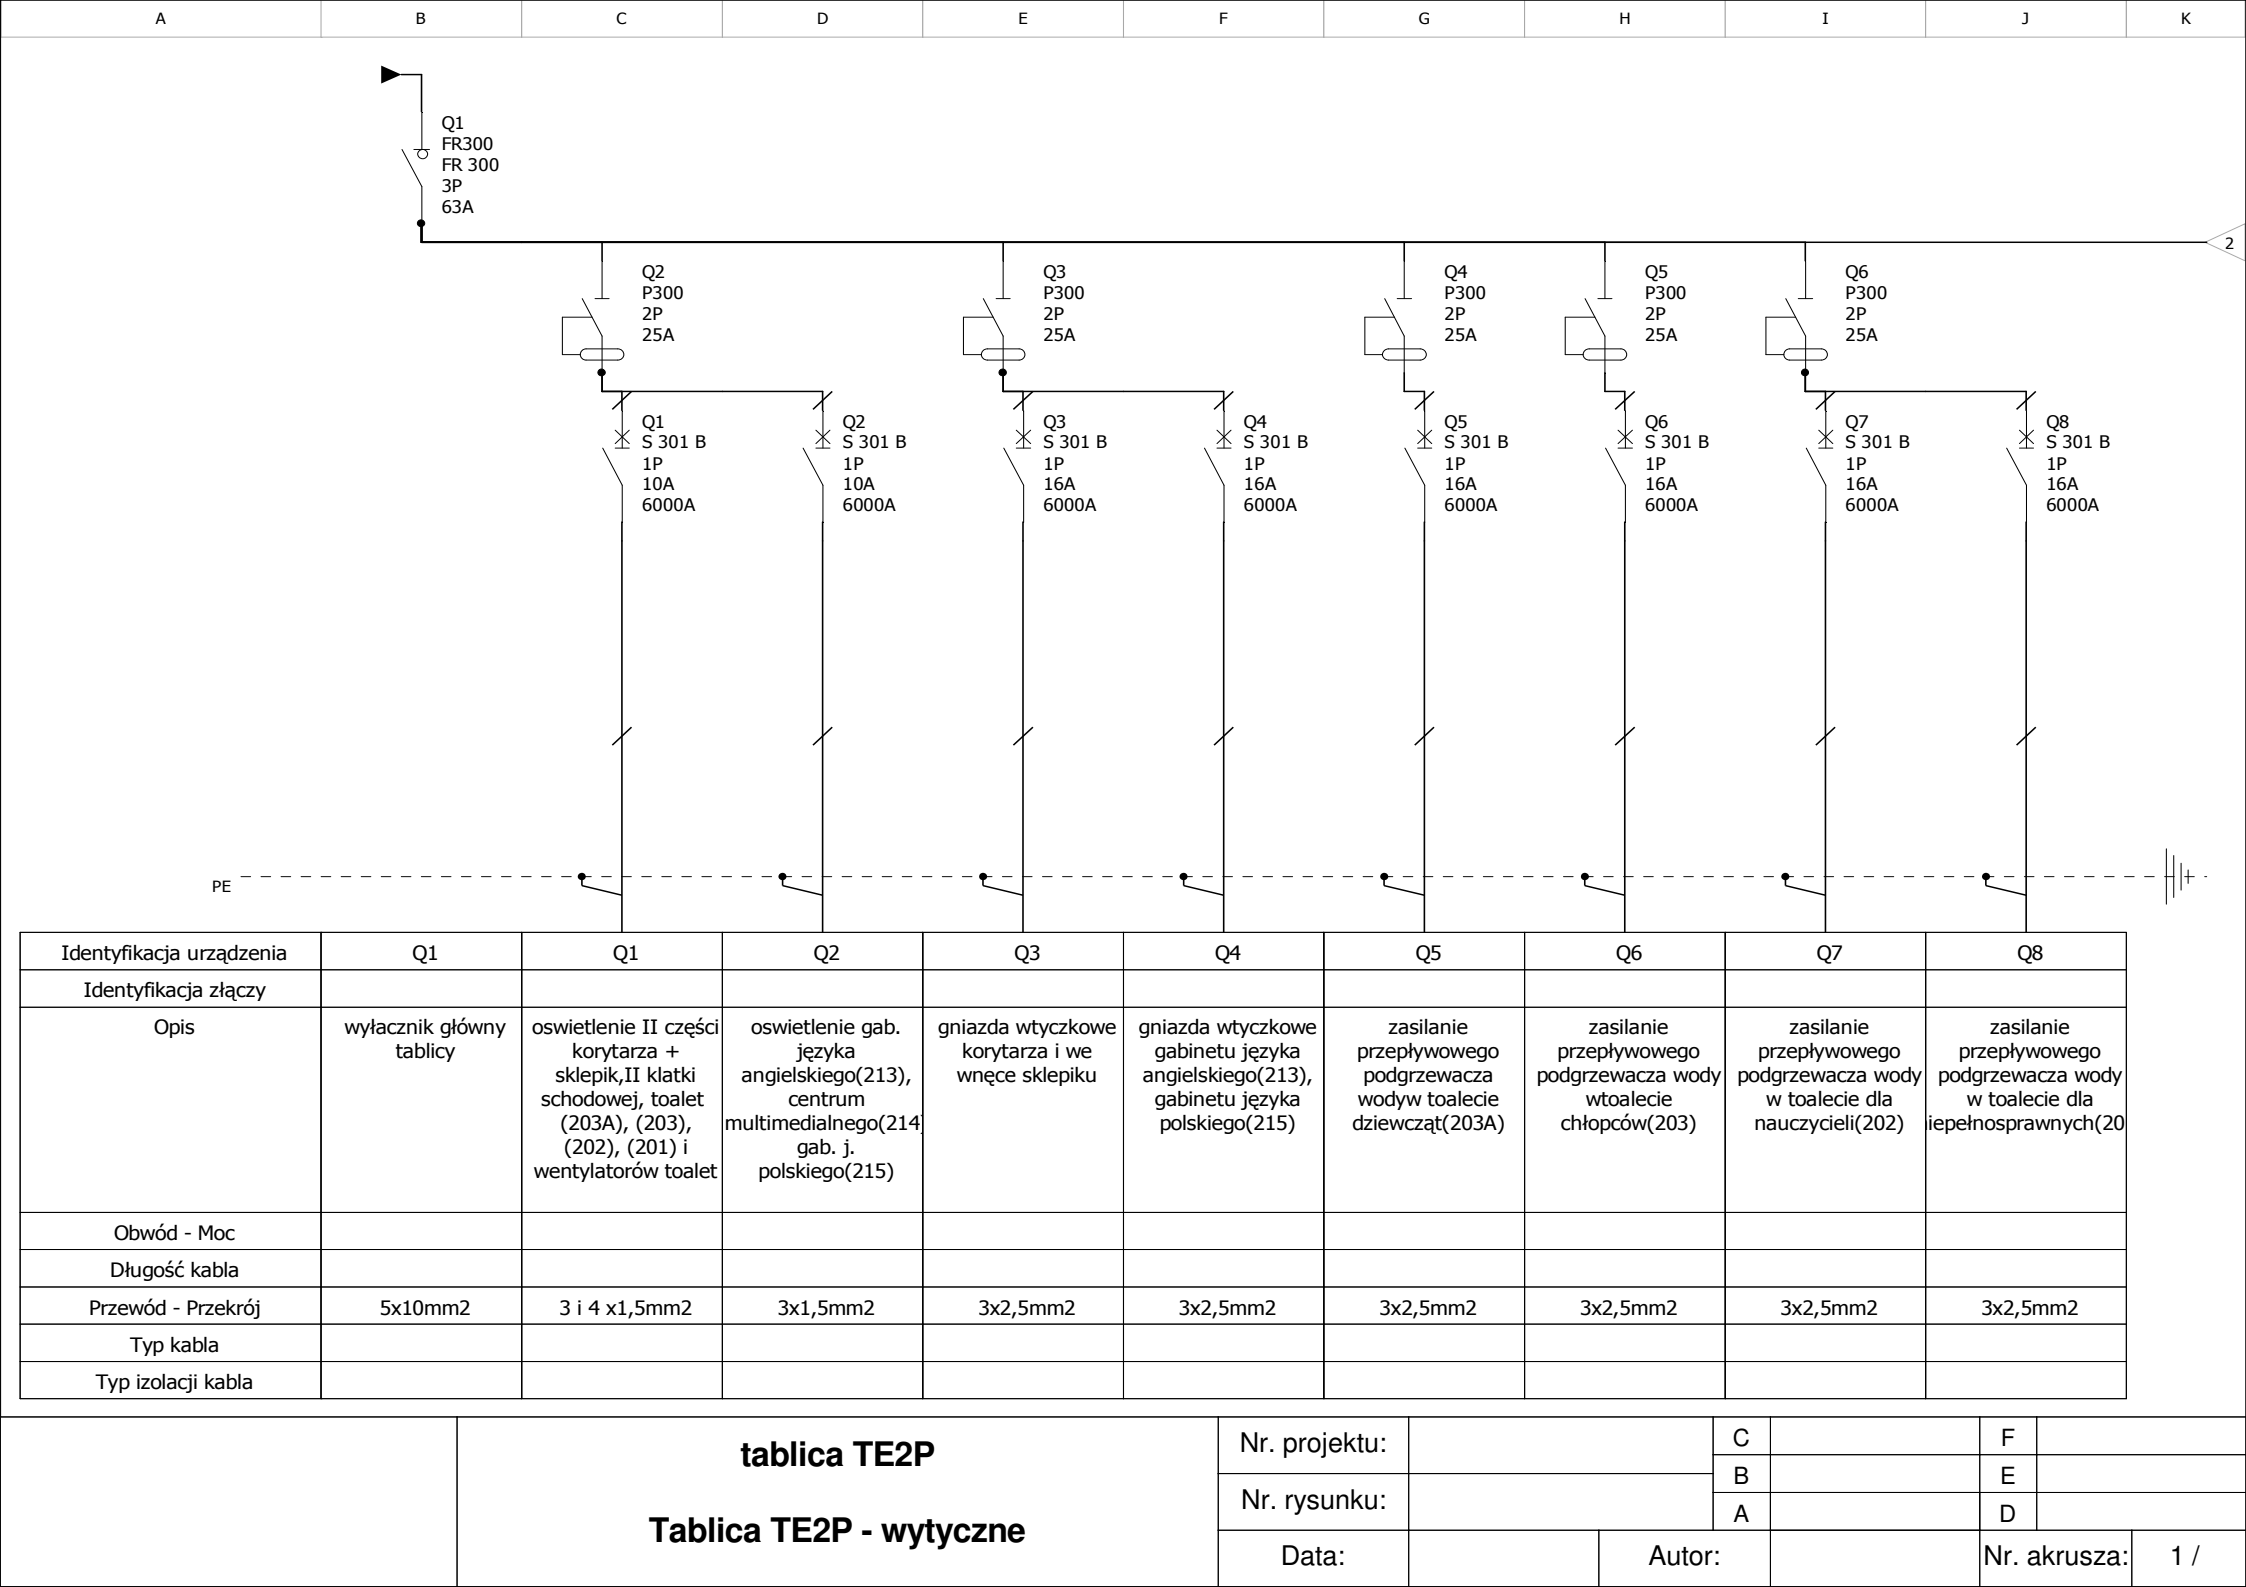 A B C D E F G H I J K
Q1
FR300
FR 300
3P
63A
2
Q2
P300
2P
25A
Q3
P300
2P
25A
Q4
P300
2P
25A
Q5
P300
2P
25A
Q6
P300
2P
25A
Q1
S 301 B
1P
10A
6000A
Q2
S 301 B
1P
10A
6000A
Q3
S 301 B
1P
16A
6000A
Q4
S 301 B
1P
16A
6000A
Q5
S 301 B
1P
16A
6000A
Q6
S 301 B
1P
16A
6000A
Q7
S 301 B
1P
16A
6000A
Q8
S 301 B
1P
16A
6000A
PE
Identyfikacja urządzenia Q1 Q1 Q2 Q3 Q4 Q5 Q6 Q7 Q8
Identyfikacja złączy
Opis
wyłacznik główny
tablicy
oswietlenie II części
korytarza +
sklepik,II klatki
schodowej, toalet
(203A), (203),
(202), (201) i
wentylatorów toalet
oswietlenie gab.
języka
angielskiego(213),
centrum
multimedialnego(214)
gab. j.
polskiego(215)
gniazda wtyczkowe
korytarza i we
wnęce sklepiku
gniazda wtyczkowe
gabinetu języka
angielskiego(213),
gabinetu języka
polskiego(215)
zasilanie
przepływowego
podgrzewacza
wodyw toalecie
dziewcząt(203A)
zasilanie
przepływowego
podgrzewacza wody
wtoalecie
chłopców(203)
zasilanie
przepływowego
podgrzewacza wody
w toalecie dla
nauczycieli(202)
zasilanie
przepływowego
podgrzewacza wody
w toalecie dla
iepełnosprawnych(20
Obwód - Moc
Długość kabla
Przewód - Przekrój 5x10mm2 3 i 4 x1,5mm2 3x1,5mm2 3x2,5mm2 3x2,5mm2 3x2,5mm2 3x2,5mm2 3x2,5mm2 3x2,5mm2
Typ kabla
Typ izolacji kabla
tablica TE2P
Tablica TE2P - wytyczne
Nr. projektu:
Nr. rysunku:
C F
B E
A D
Data: Autor: Nr. akrusza: 1 /